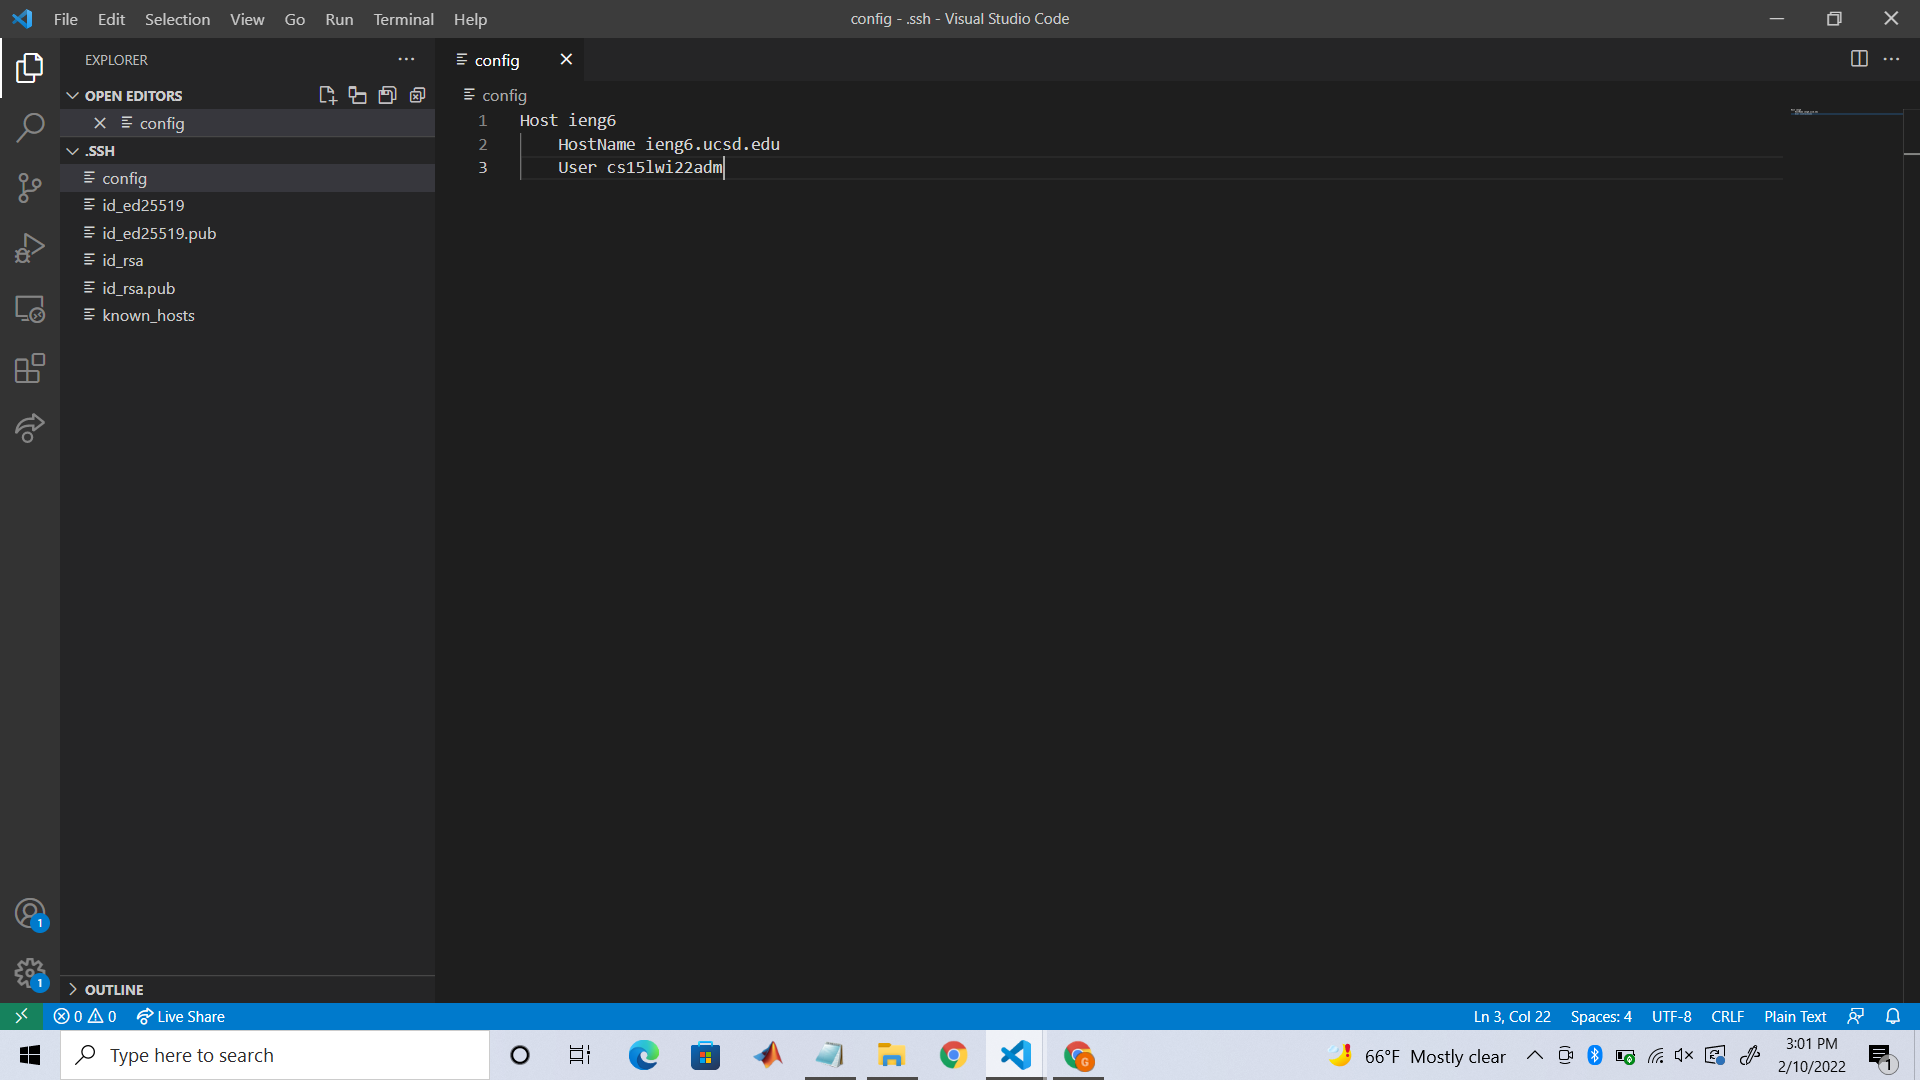 File Edit Selection View Go Run Terminal Help
config - .ssh - Visual Studio Code
EXPLORER
OPEN EDITORS
config
.SSH
config
id_ed25519
id_ed25519.pub
id_rsa
id_rsa.pub
known_hosts
OUTLINE
config
config
1 Host ieng6
2 HostName ieng6.ucsd.edu
3 User cs15lwi22adm
1
1
0 0 Live Share
Ln 3, Col 22 Spaces: 4 UTF-8 CRLF Plain Text
Type here to search
G
66°F Mostly clear
3:01 PM
2/10/2022
1